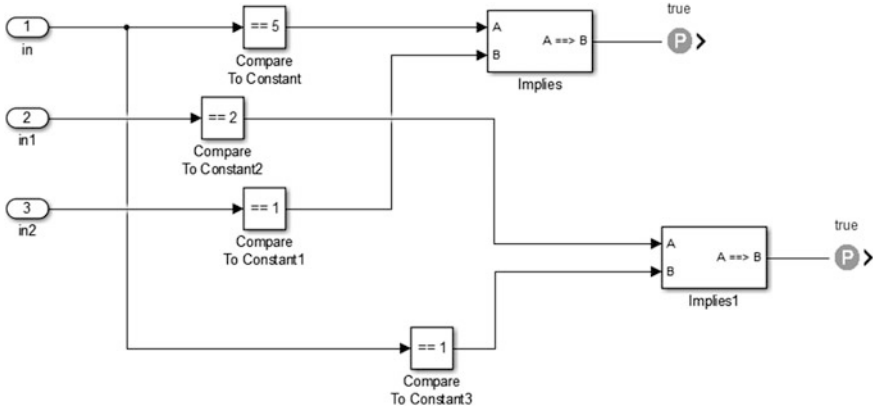 true
1
== 5
A
A ==> B
P
B
in
Compare
To Constant
Implies
2
== 2
in1
Compare
To Constant2
3
== 1
in2
Compare
To Constant1
true
A
A ==> B
P
B
Implies1
== 1
Compare
To Constant3